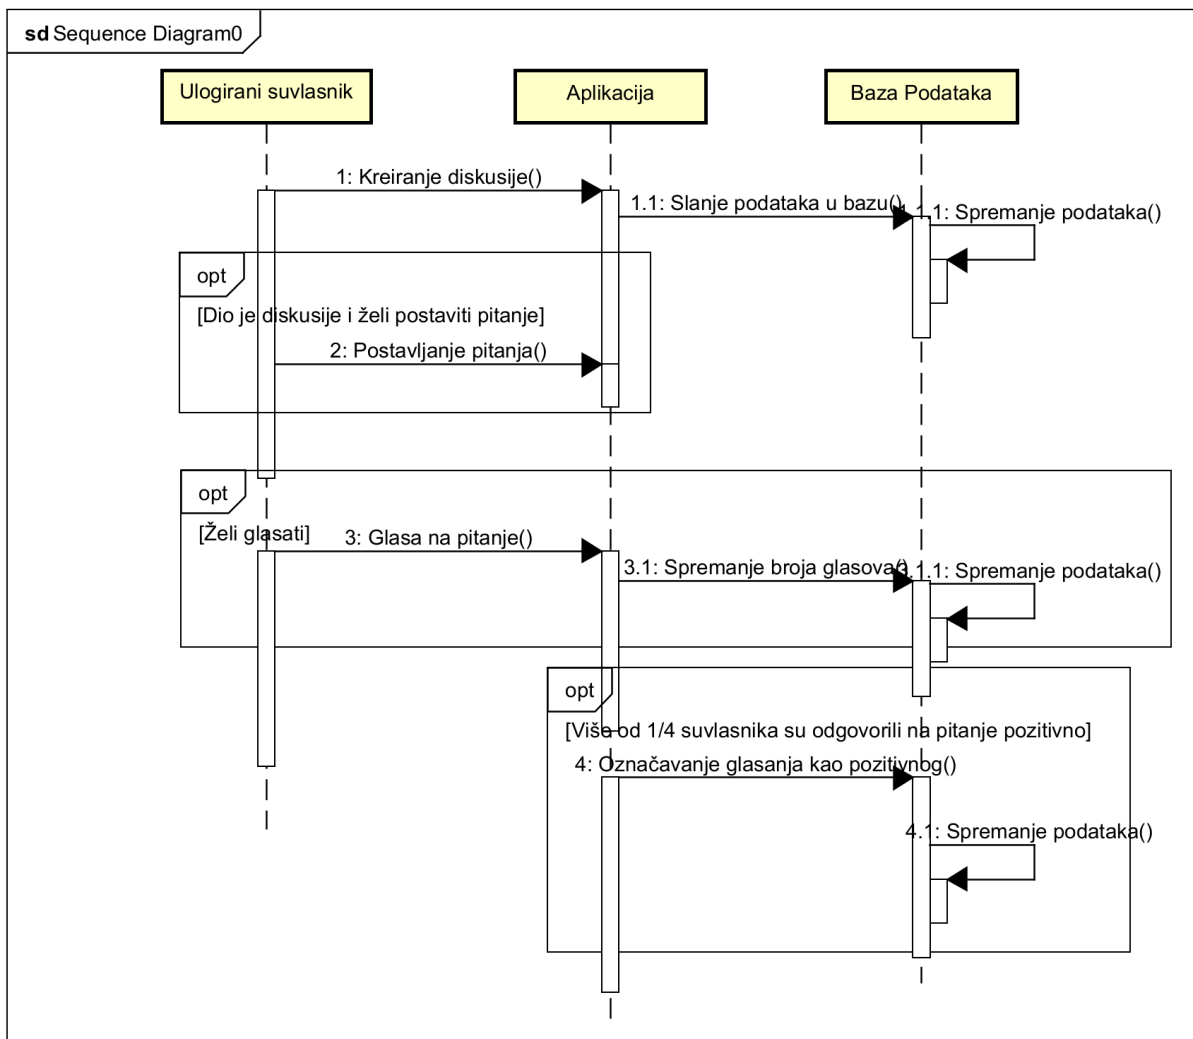 sd Sequence Diagram0
Ulogirani suvlasnik
Aplikacija
Baza Podataka
1: Kreiranje diskusije()
1.1: Slanje podataka u bazu()
1.1.1: Spremanje podataka()
opt
[Dio je diskusije i želi postaviti pitanje]
2: Postavljanje pitanja()
opt
[Želi glasati]
3: Glasa na pitanje()
3.1: Spremanje broja glasova()
3.1.1: Spremanje podataka()
opt
[Više od 1/4 suvlasnika su odgovorili na pitanje pozitivno]
4: Označavanje glasanja kao pozitivnog()
4.1: Spremanje podataka()